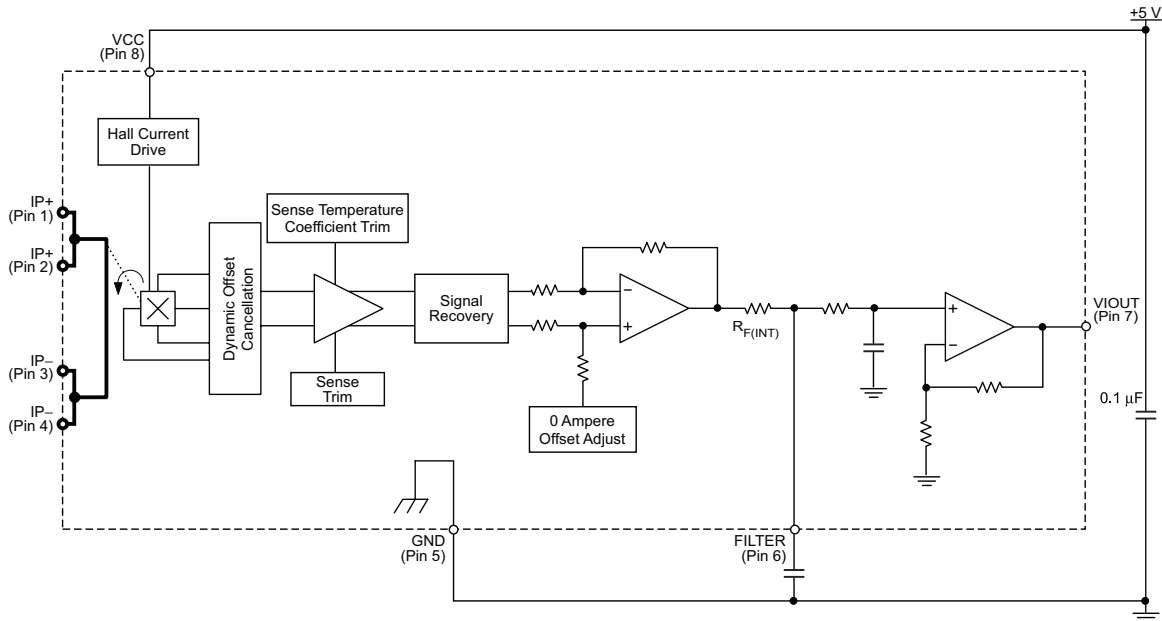 +5 V
VCC
(Pin 8)
Hall Current
Drive
IP+
(Pin 1)
IP+
(Pin 2)
IP–
(Pin 3)
IP–
(Pin 4)
Dynamic Offset
Cancellation
Sense Temperature
Coefficient Trim
Sense
Trim
Signal
Recovery
–
+
0 Ampere
Offset Adjust
RF(INT)
+
–
VIOUT
(Pin 7)
0.1 µF
GND
(Pin 5)
FILTER
(Pin 6)